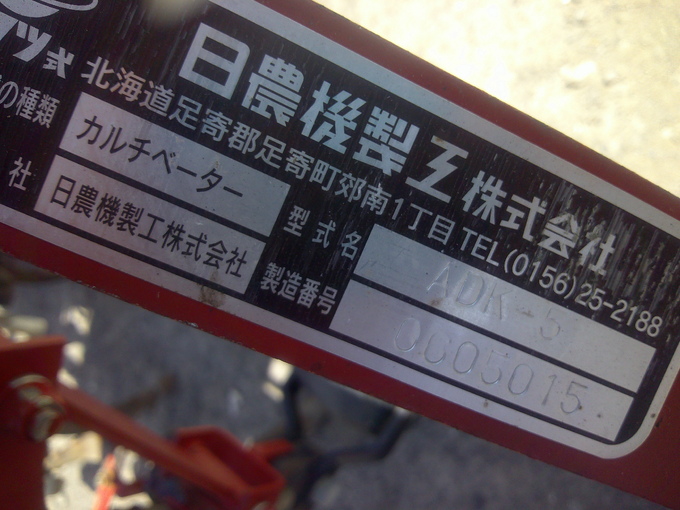 ツ式 日農機製工株式会社
北海道足寄郡足寄町郊南1丁目 TEL(0156)25-2188
の種類 カルチベーター 型式名 ADK-5
社 日農機製工株式会社 製造番号 0005015